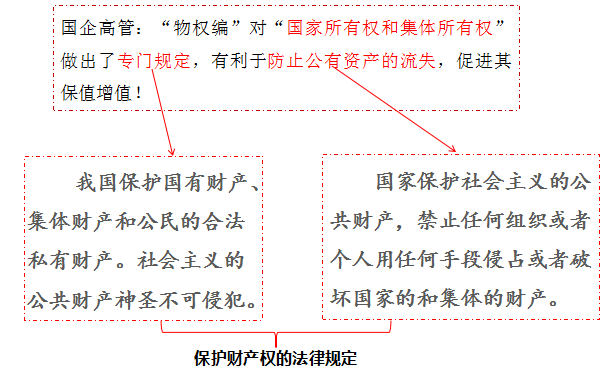 国企高管：“物权编”对“国家所有权和集体所有权”
做出了专门规定，有利于防止公有资产的流失，促进其
保值增值！
我国保护国有财产、
集体财产和公民的合法
私有财产。社会主义的
公共财产神圣不可侵犯。
国家保护社会主义的公
共财产，禁止任何组织或者
个人用任何手段侵占或者破
坏国家的和集体的财产。
保护财产权的法律规定